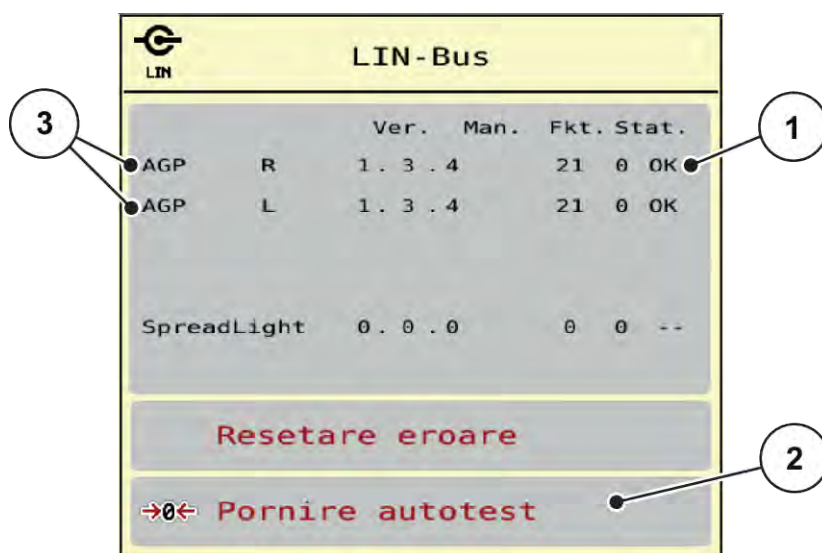 LIN
LIN-Bus
Ver. Man. Fkt. Stat.
AGP R 1.3.4 21 0 OK
AGP L 1.3.4 21 0 OK
SpreadLight 0.0.0 0 0 --
Resetare eroare
→0← Pornire autotest
3
1
2